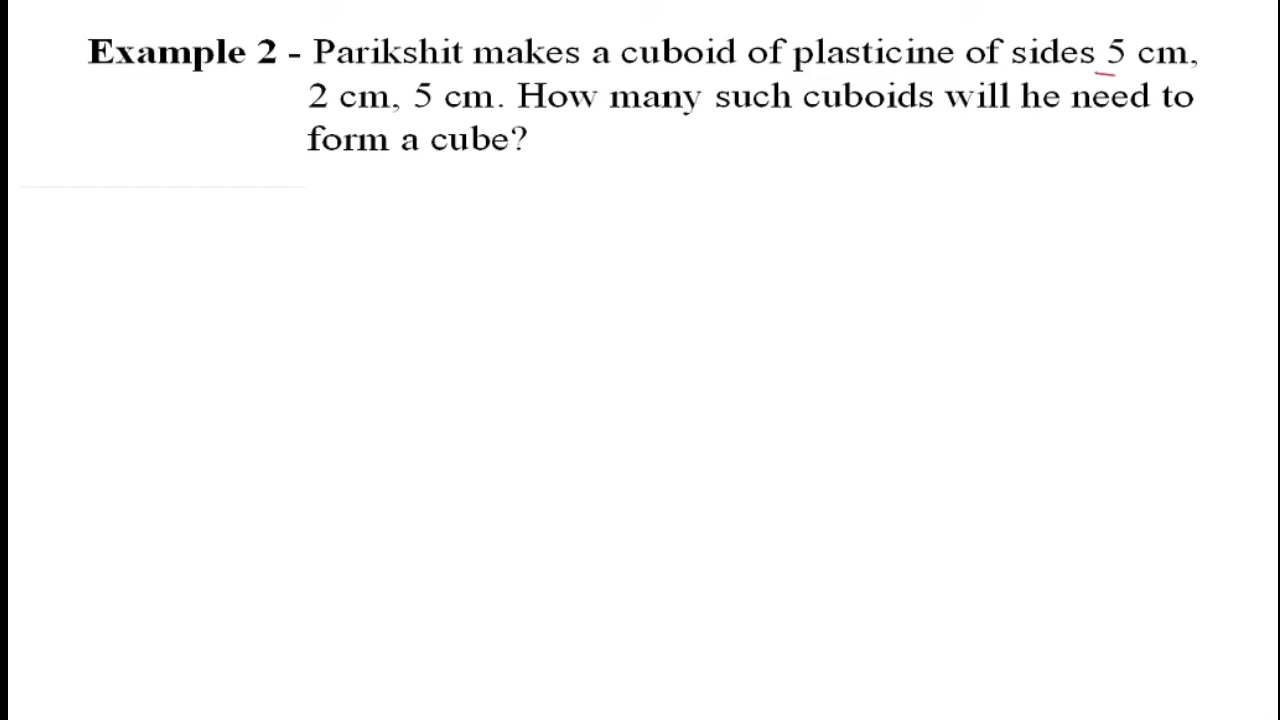 Example 2 - Parikshit makes a cuboid of plasticine of sides 5 cm,
2 cm, 5 cm. How many such cuboids will he need to
form a cube?